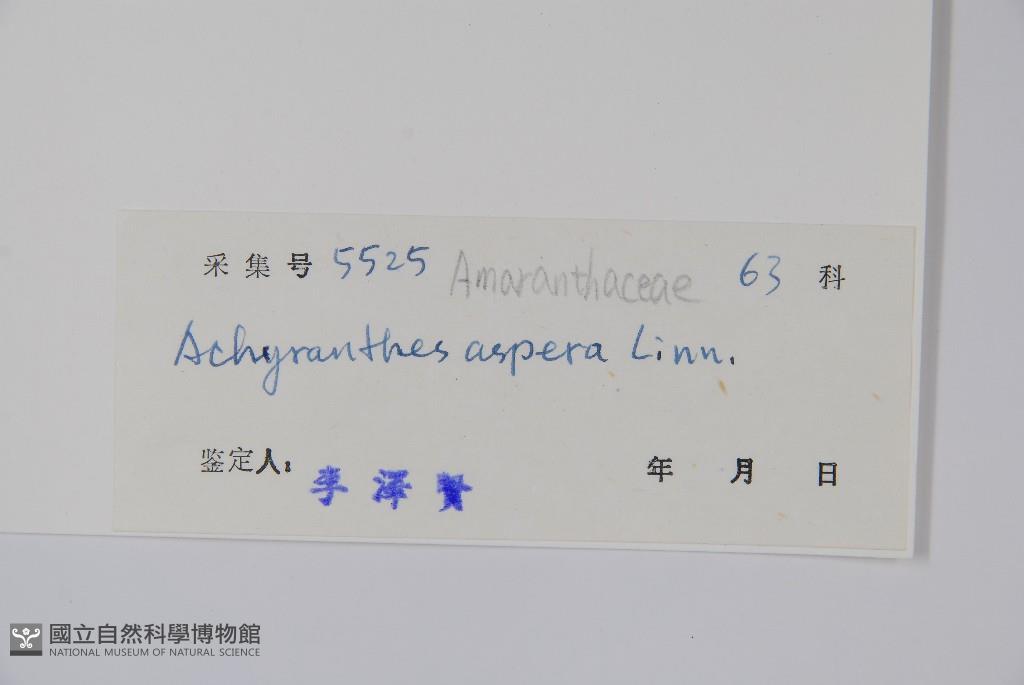 采集号 5525 Amaranthaceae 63 科
Achyranthes aspera Linn.
鉴定人: 李澤賢 年 月 日
國立自然科學博物館
NATIONAL MUSEUM OF NATURAL SCIENCE